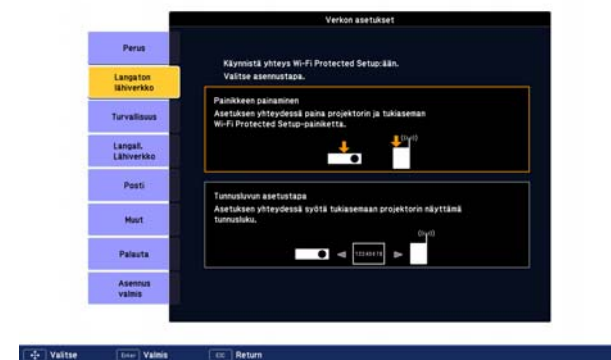 Verkon asetukset
Perus
Langaton
lähiverkko
Turvallisuus
Langall.
Lähiverkko
Posti
Muut
Palauta
Asennus
valmis
Käynnistä yhteys Wi-Fi Protected Setup:ään.
Valitse asennustapa.
Painikkeen painaminen
Asetuksen yhteydessä paina projektorin ja tukiaseman
Wi-Fi Protected Setup-painiketta.
Tunnusluvun asetustapa
Asetuksen yhteydessä syötä tukiasemaan projektorin näyttämä
tunnusluku.
Valitse
Enter Valmis
ESC Return